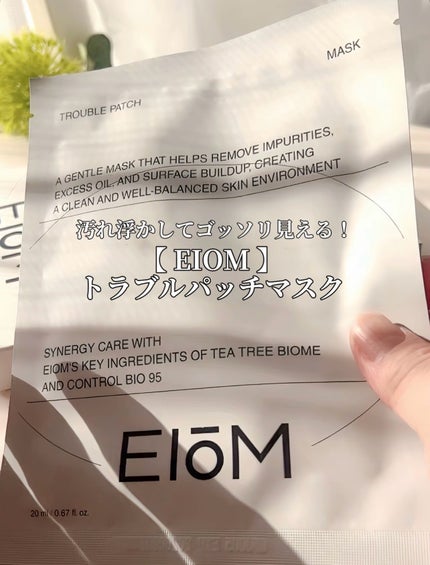 MASK
TROUBLE PATCH
A GENTLE MASK THAT HELPS REMOVE IMPURITIES,
EXCESS OIL, AND SURFACE BUILDUP, CREATING
A CLEAN AND WELL-BALANCED SKIN ENVIRONMENT
汚れ浮かしてゴッソリ見える！
【 EIOM 】
トラブルパッチマスク
SYNERGY CARE WITH
EIOM'S KEY INGREDIENTS OF TEA TREE BIOME
AND CONTROL BIO 95
EIōM
20 ml / 0.67 fl. oz.